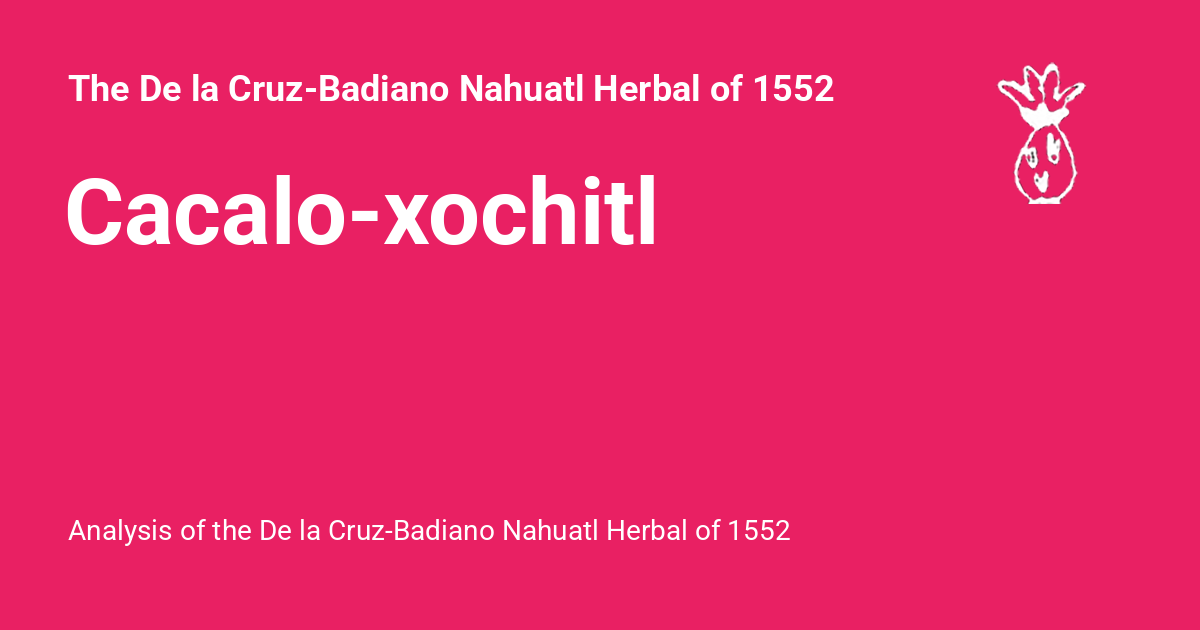 The De la Cruz-Badiano Nahuatl Herbal of 1552
Cacalo-xochitl
Analysis of the De la Cruz-Badiano Nahuatl Herbal of 1552